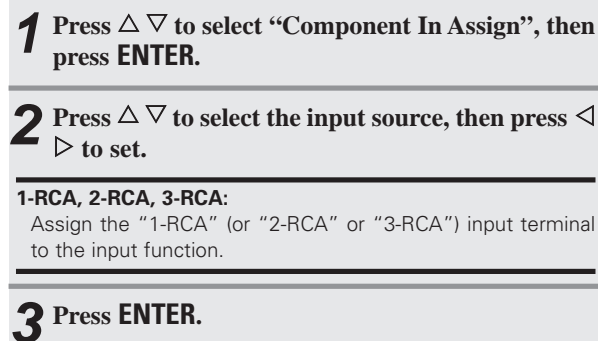 1 Press △ ▽ to select “Component In Assign”, then
press ENTER.
2 Press △ ▽ to select the input source, then press ◁
▷ to set.
1-RCA, 2-RCA, 3-RCA:
Assign the “1-RCA” (or “2-RCA” or “3-RCA”) input terminal
to the input function.
3 Press ENTER.